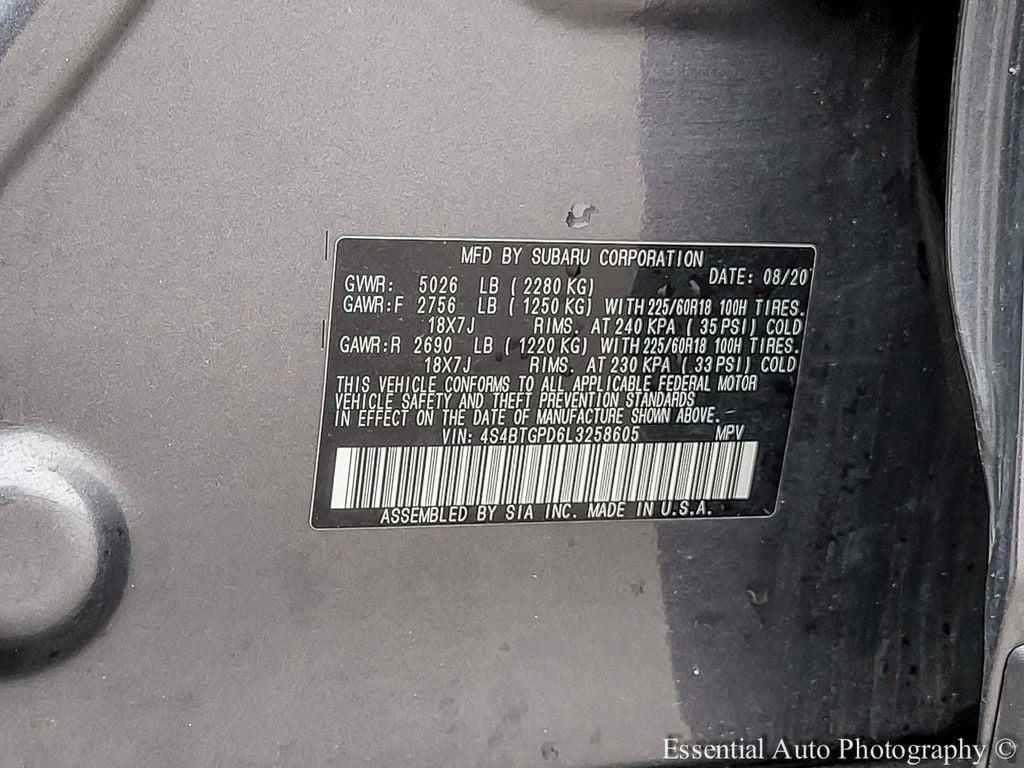 MFD BY SUBARU CORPORATION
DATE: 08/20
GVWR: 5026 LB ( 2280 KG)
GAWR:F 2756 LB ( 1250 KG) WITH 225/60R18 100H TIRES.
18X7J RIMS. AT 240 KPA ( 35 PSI) COLD
GAWR:R 2690 LB ( 1220 KG) WITH 225/60R18 100H TIRES.
18X7J RIMS. AT 230 KPA ( 33 PSI) COLD
THIS VEHICLE CONFORMS TO ALL APPLICABLE FEDERAL MOTOR
VEHICLE SAFETY AND THEFT PREVENTION STANDARDS
IN EFFECT ON THE DATE OF MANUFACTURE SHOWN ABOVE.
VIN: 4S4BTGPD6L3258605 MPV
ASSEMBLED BY SIA INC. MADE IN U.S.A.
Essential Auto Photography ©